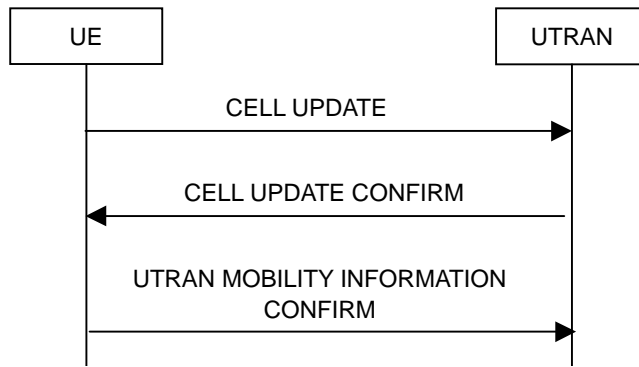 UE
UTRAN
CELL UPDATE
CELL UPDATE CONFIRM
UTRAN MOBILITY INFORMATION
CONFIRM